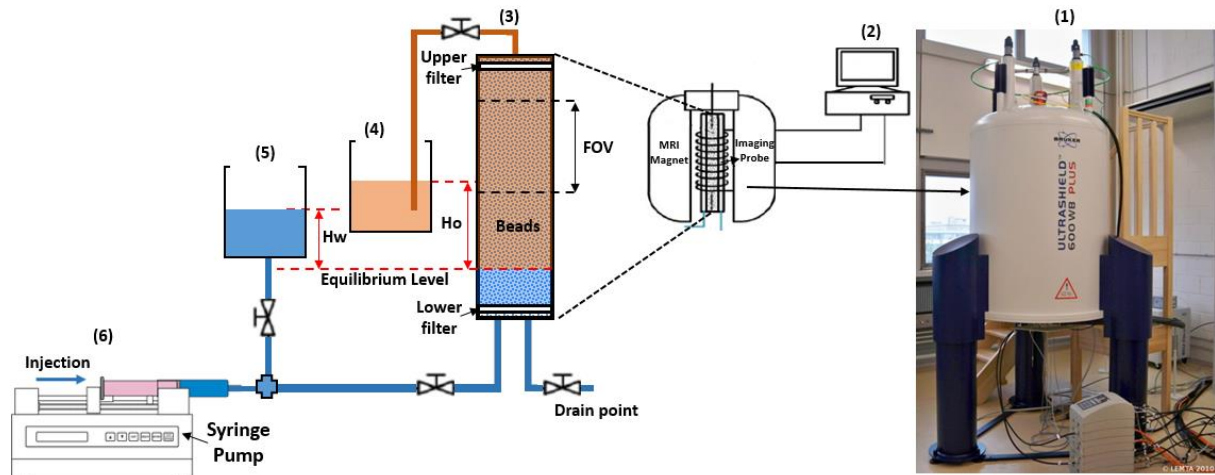 (3)
(2)
(1)
Upper
filter
(4)
(5)
FOV
MRI
Magnet
Imaging
Probe
BRUKER
ULTRASHIELD™
600WB PLUS
Hw
Ho
Beads
Equilibrium Level
Lower
filter
(6)
Injection
Drain point
Syringe
Pump
© LEMTA 2010